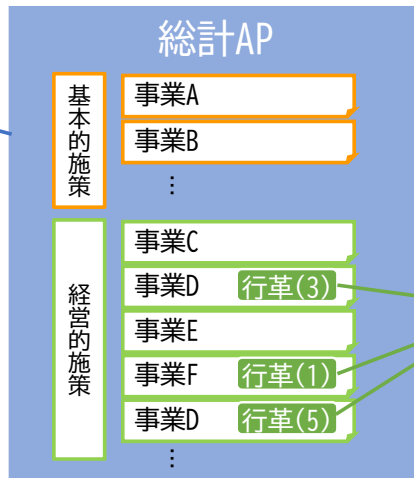 総計AP
基本的施策
事業A
事業B
⋮
経営的施策
事業C
事業D 行革(3)
事業E
事業F 行革(1)
事業D 行革(5)
⋮